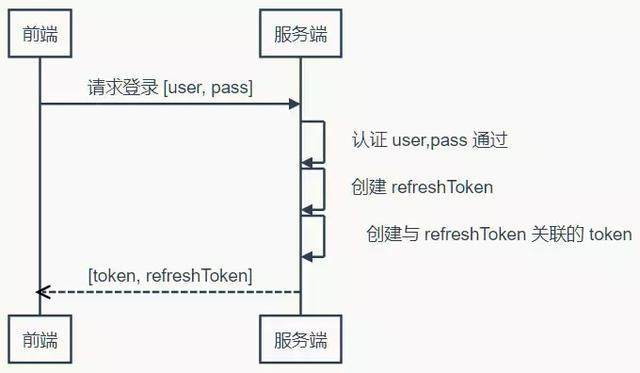 前端
服务端
请求登录 [user, pass]
认证 user,pass 通过
创建 refreshToken
创建与 refreshToken 关联的 token
[token, refreshToken]
前端
服务端